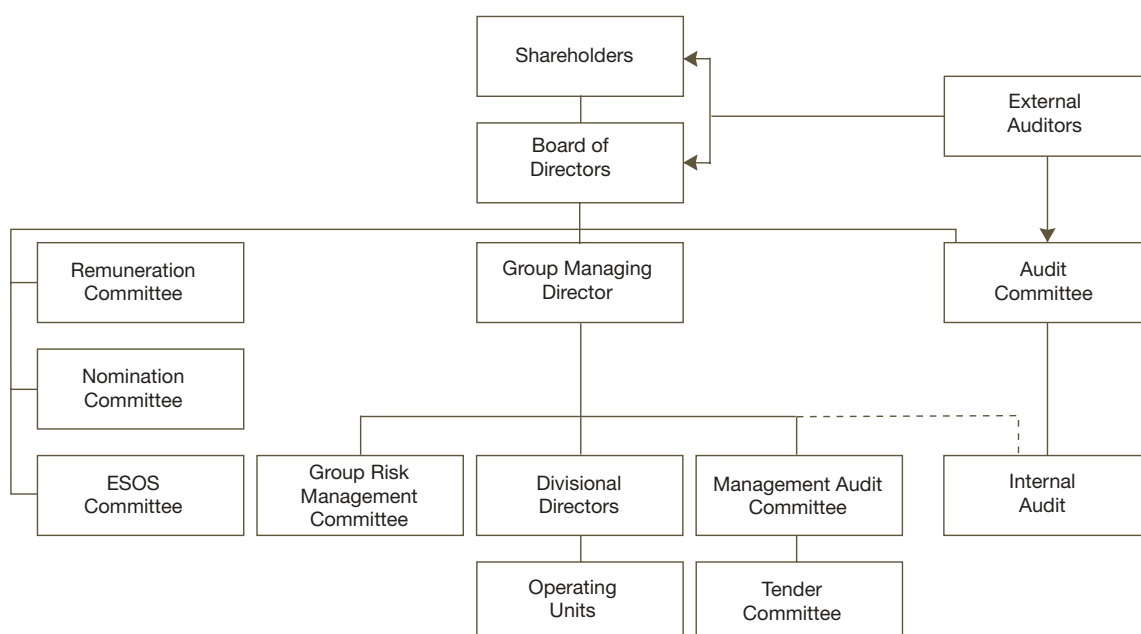 Shareholders
External
Auditors
Board of
Directors
Remuneration
Committee
Group Managing
Director
Audit
Committee
Nomination
Committee
ESOS
Committee
Group Risk
Management
Committee
Divisional
Directors
Management Audit
Committee
Internal
Audit
Operating
Units
Tender
Committee